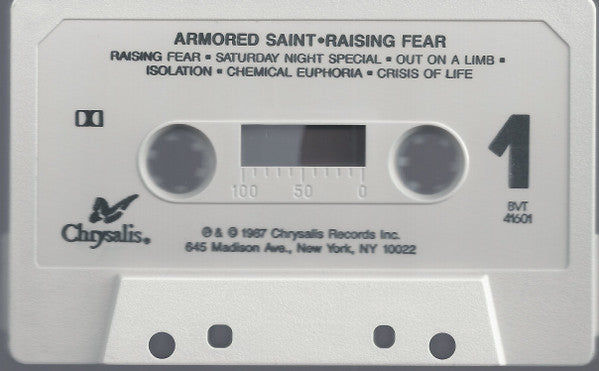 ARMORED SAINT•RAISING FEAR
RAISING FEAR ▪ SATURDAY NIGHT SPECIAL ▪ OUT ON A LIMB ▪
ISOLATION ▪ CHEMICAL EUPHORIA ▪ CRISIS OF LIFE
1
100 50 0
BVT
41601
Chrysalis®
℗ & © 1987 Chrysalis Records Inc.
645 Madison Ave., New York, NY 10022